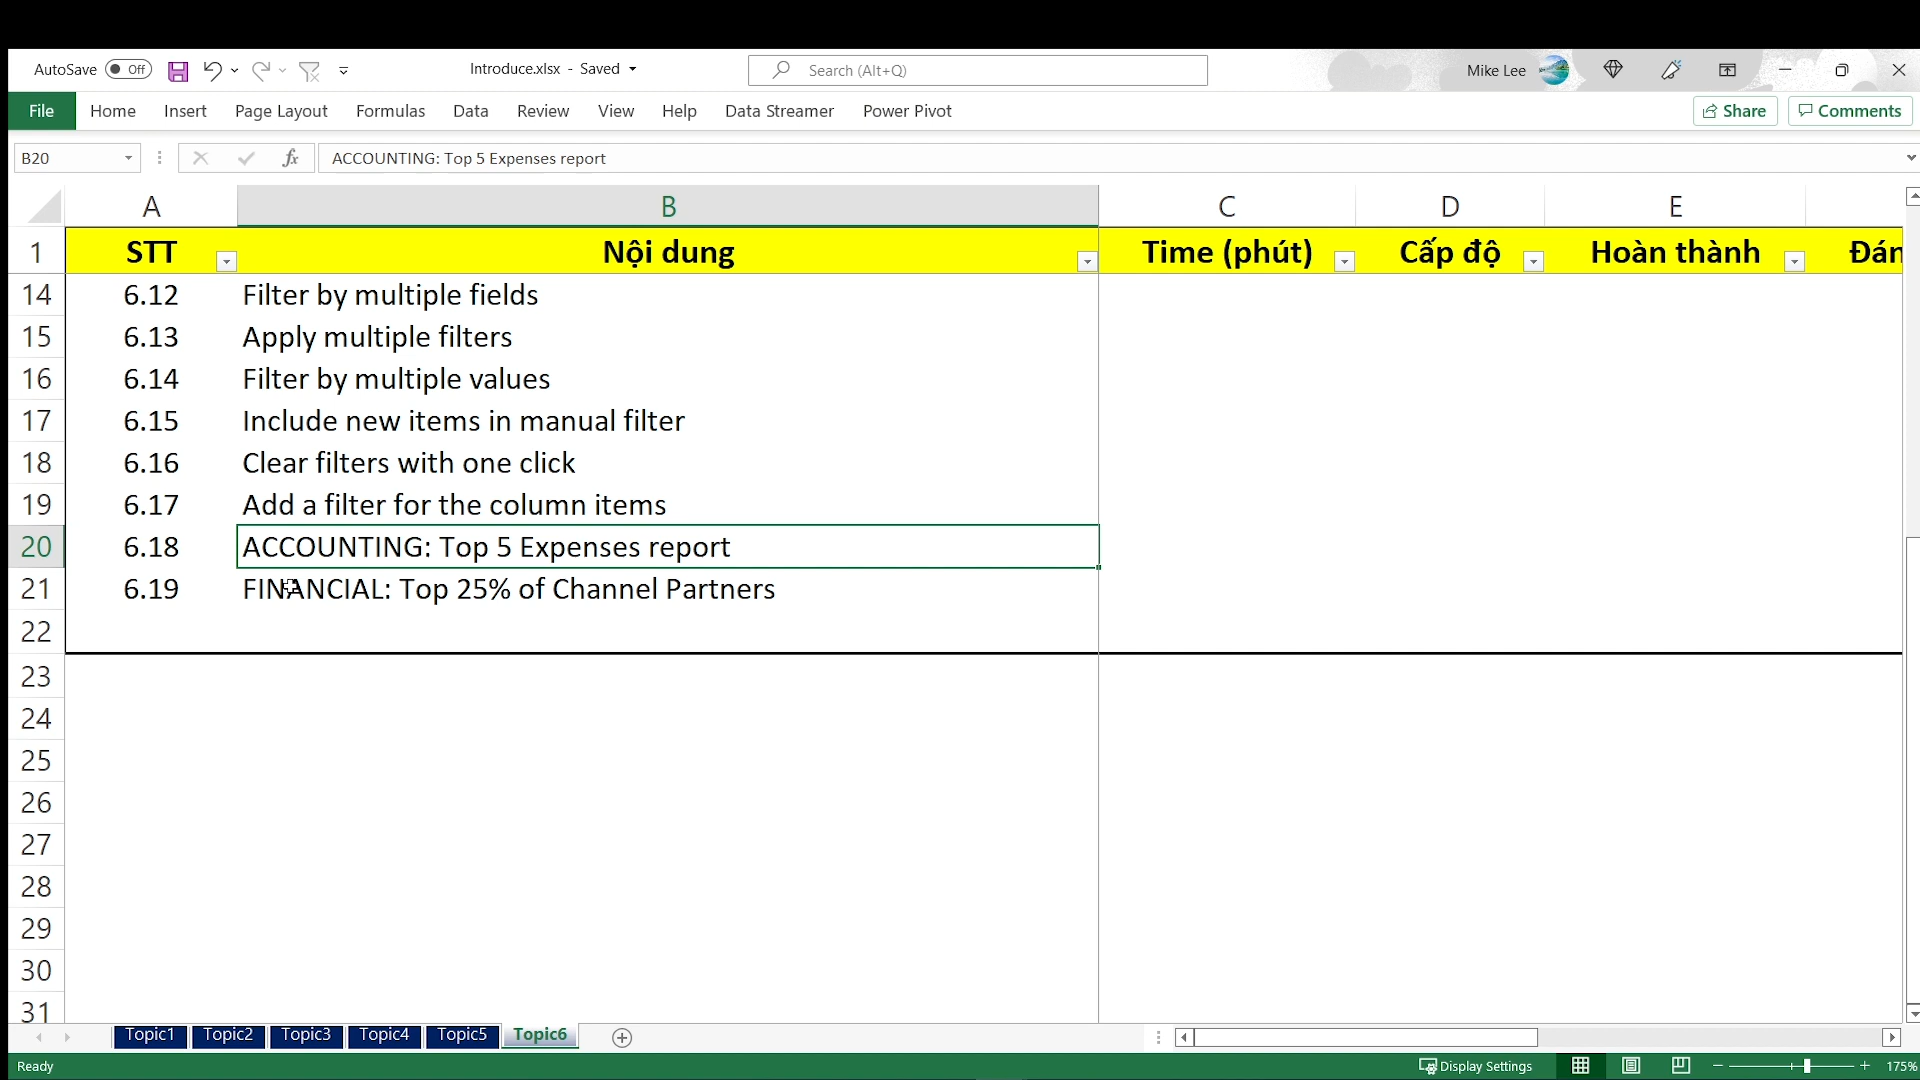 AutoSave Off Introduce.xlsx - Saved Search (Alt+Q) Mike Lee
File Home Insert Page Layout Formulas Data Review View Help Data Streamer Power Pivot Share Comments
B20 fx ACCOUNTING: Top 5 Expenses report
A B C D E
1 STT Nội dung Time (phút) Cấp độ Hoàn thành Đán
14 6.12 Filter by multiple fields
15 6.13 Apply multiple filters
16 6.14 Filter by multiple values
17 6.15 Include new items in manual filter
18 6.16 Clear filters with one click
19 6.17 Add a filter for the column items
20 6.18 ACCOUNTING: Top 5 Expenses report
21 6.19 FINANCIAL: Top 25% of Channel Partners
22
23
24
25
26
27
28
29
30
31
Topic1 Topic2 Topic3 Topic4 Topic5 Topic6
Ready Display Settings 175%